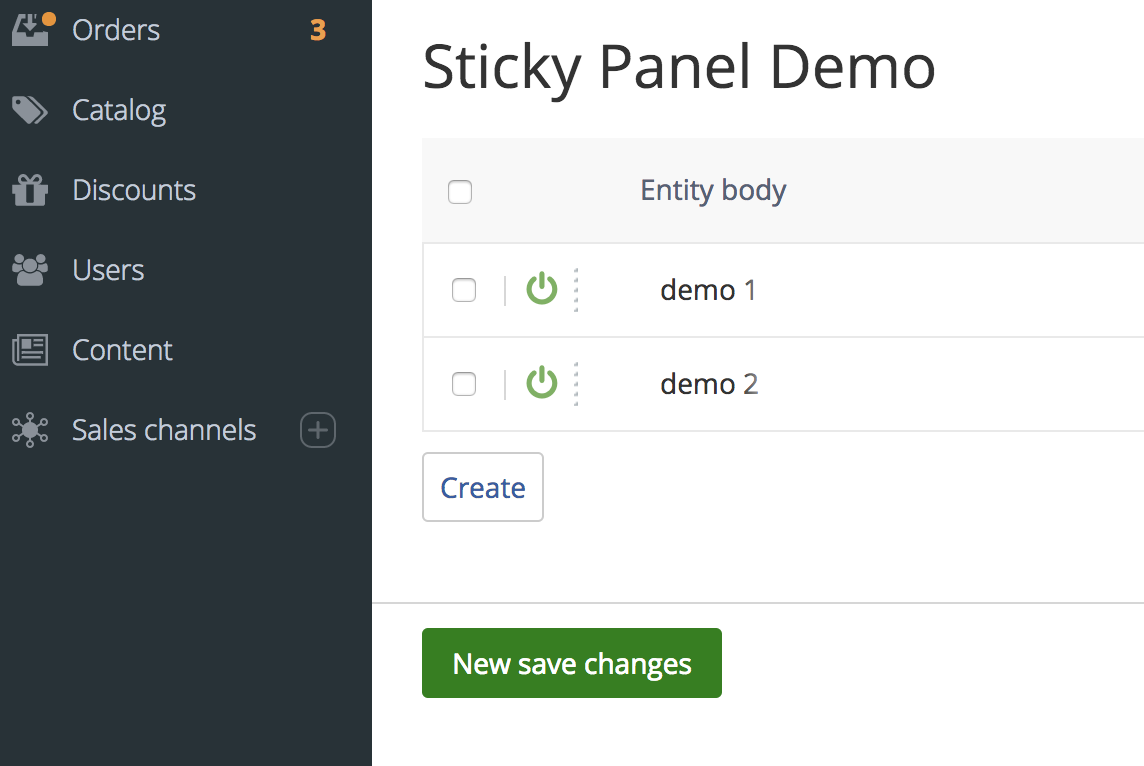 Orders 3
Catalog
Discounts
Users
Content
Sales channels
Sticky Panel Demo
Entity body
demo 1
demo 2
Create
New save changes